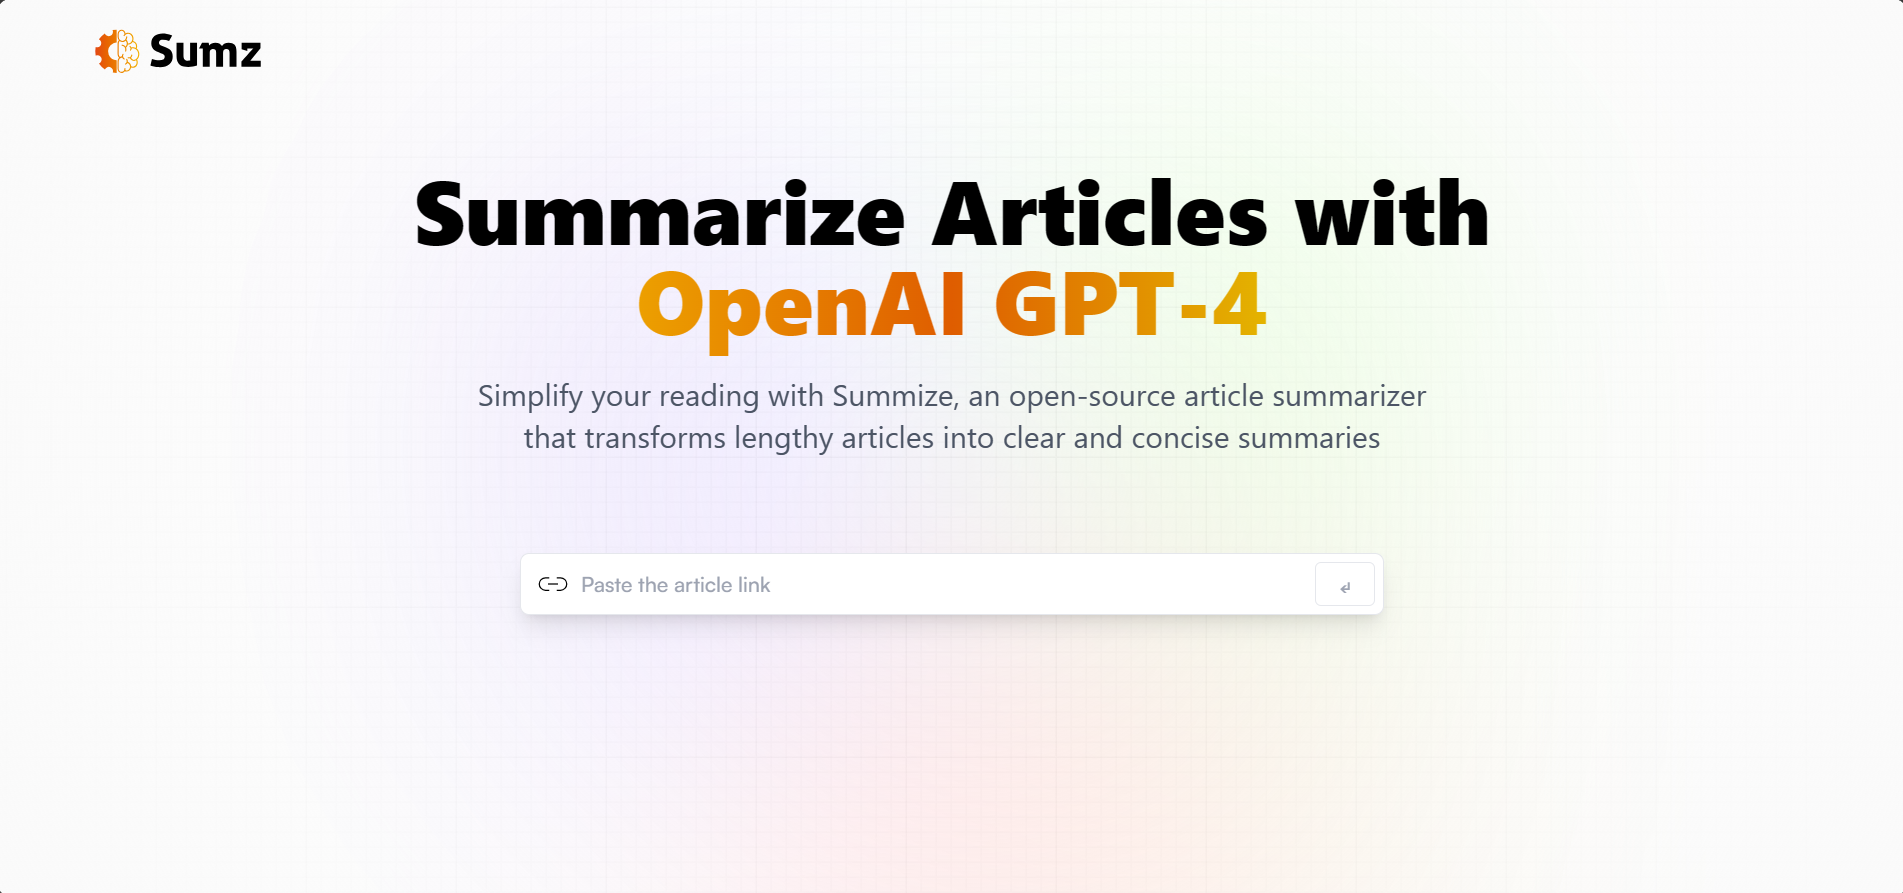 Sumz
Summarize Articles with
OpenAI GPT-4
Simplify your reading with Summize, an open-source article summarizer
that transforms lengthy articles into clear and concise summaries
Paste the article link